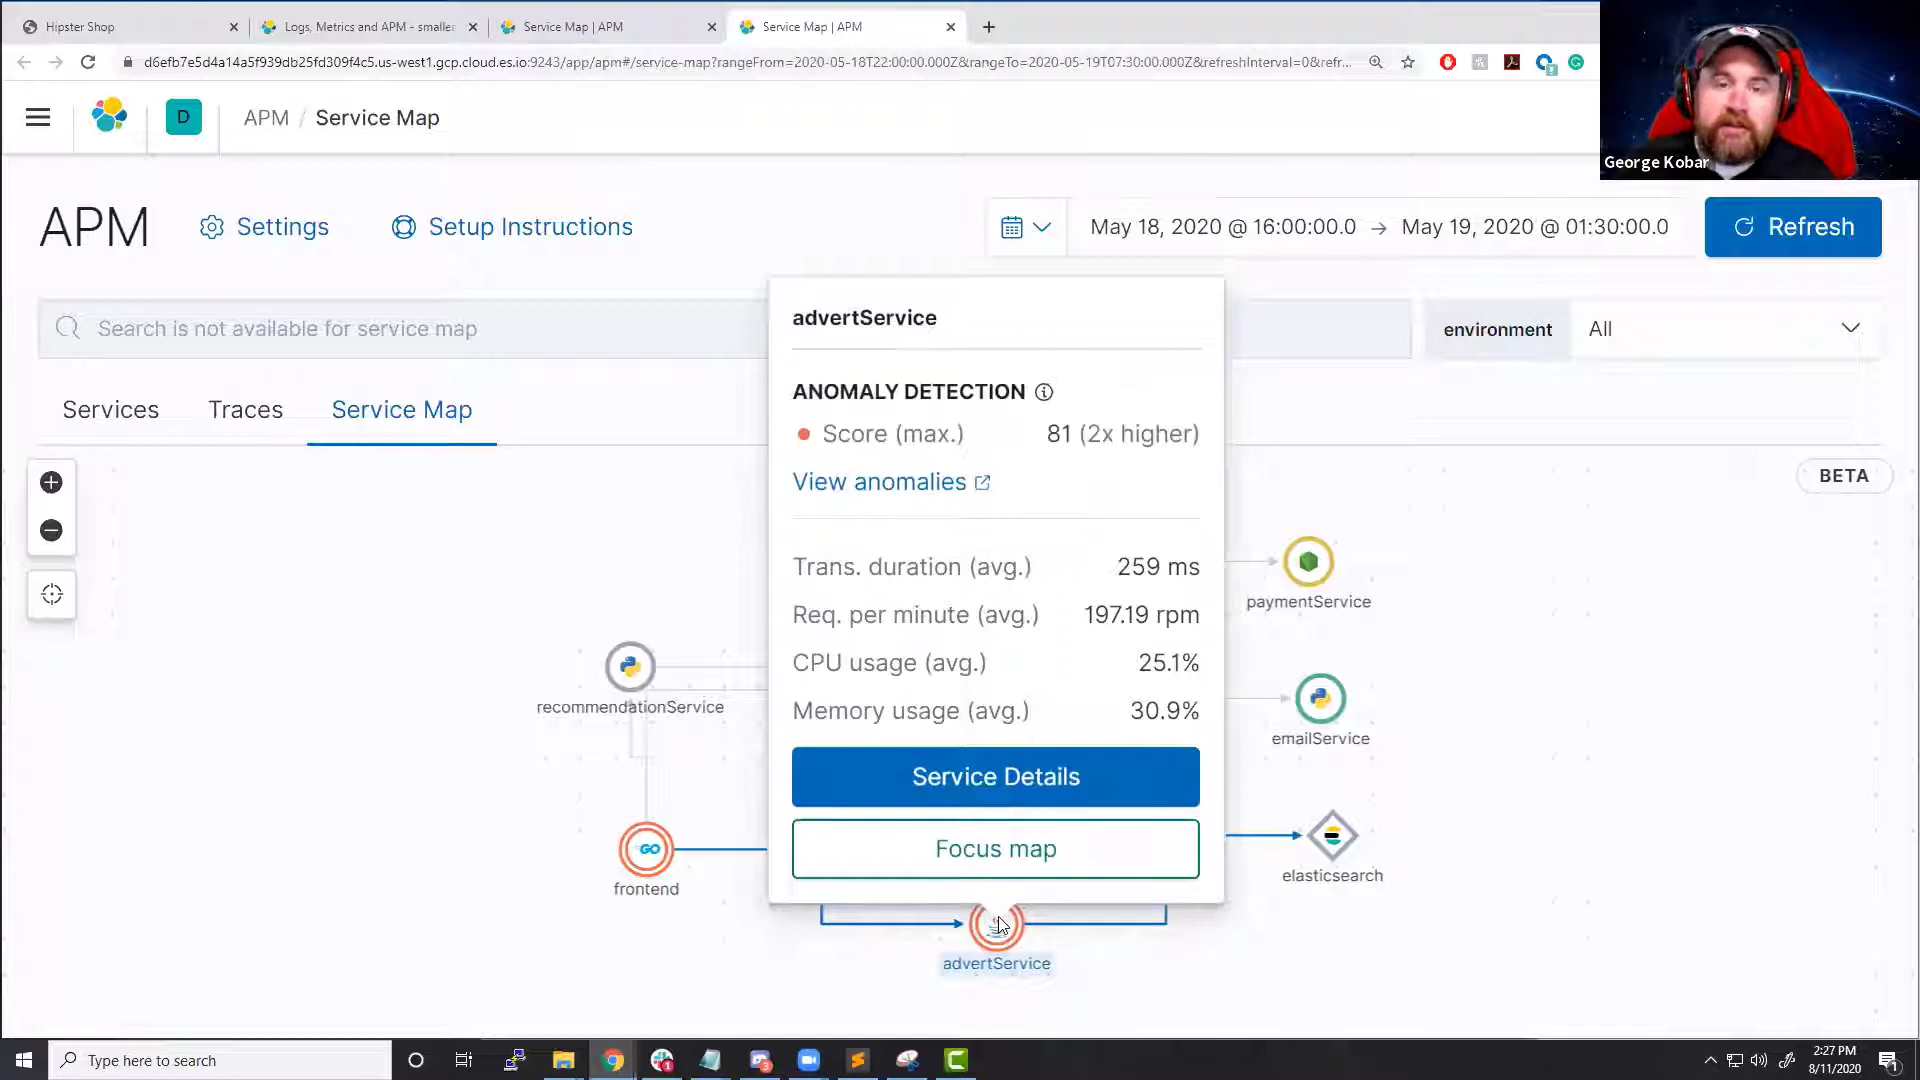 Hipster Shop
Logs, Metrics and APM - smaller
Service Map | APM
Service Map | APM
d6efb7e5d4a14a5f939db25fd309f4c5.us-west1.gcp.cloud.es.io:9243/app/apm#/service-map?rangeFrom=2020-05-18T22:00:00.000Z&rangeTo=2020-05-19T07:30:00.000Z&refreshInterval=0&refr...
D
APM / Service Map
George Kobar
APM
Settings
Setup Instructions
May 18, 2020 @ 16:00:00.0 → May 19, 2020 @ 01:30:00.0
Refresh
Search is not available for service map
environment
All
Services
Traces
Service Map
BETA
advertService
ANOMALY DETECTION
Score (max.) 81 (2x higher)
View anomalies
Trans. duration (avg.) 259 ms
Req. per minute (avg.) 197.19 rpm
CPU usage (avg.) 25.1%
Memory usage (avg.) 30.9%
Service Details
Focus map
paymentService
recommendationService
emailService
GO
frontend
elasticsearch
advertService
Type here to search
2:27 PM
8/11/2020